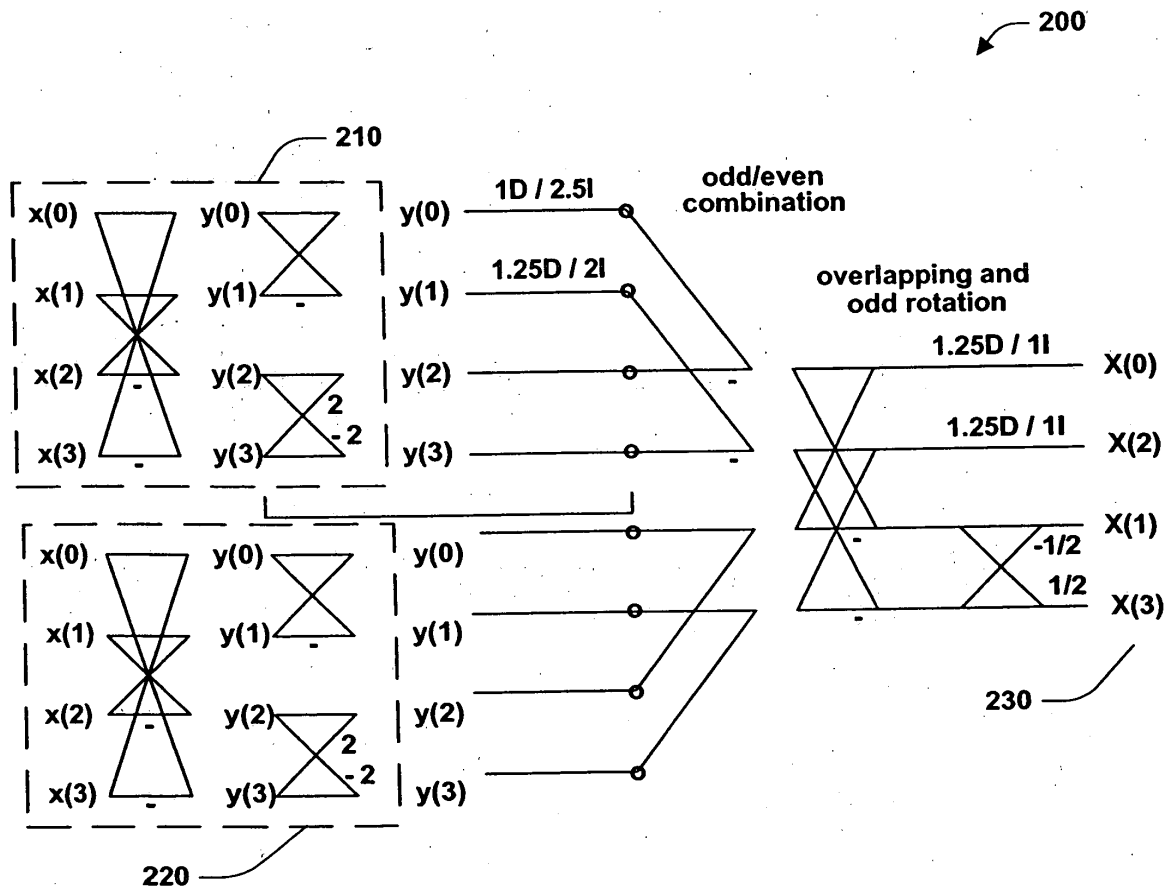 200
210
odd/even
combination
x(0) y(0) y(0) 1D / 2.5I
x(1) y(1) y(1) 1.25D / 2I
-
overlapping and
odd rotation
x(2) y(2) y(2) - 1.25D / 1I X(0)
-
2
-2
x(3) y(3) y(3) - 1.25D / 1I X(2)
-
x(0) y(0) y(0) - X(1)
-1/2
1/2
x(1) y(1) y(1) - X(3)
-
x(2) y(2) y(2) 230
-
2
-2
x(3) y(3) y(3)
-
220